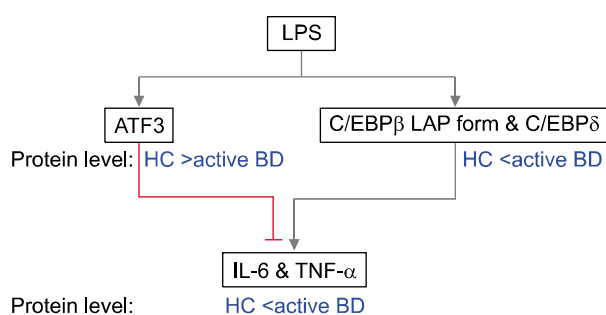 LPS
ATF3
C/EBPβ LAP form & C/EBPδ
Protein level: HC >active BD
HC <active BD
IL-6 & TNF-α
Protein level: HC <active BD